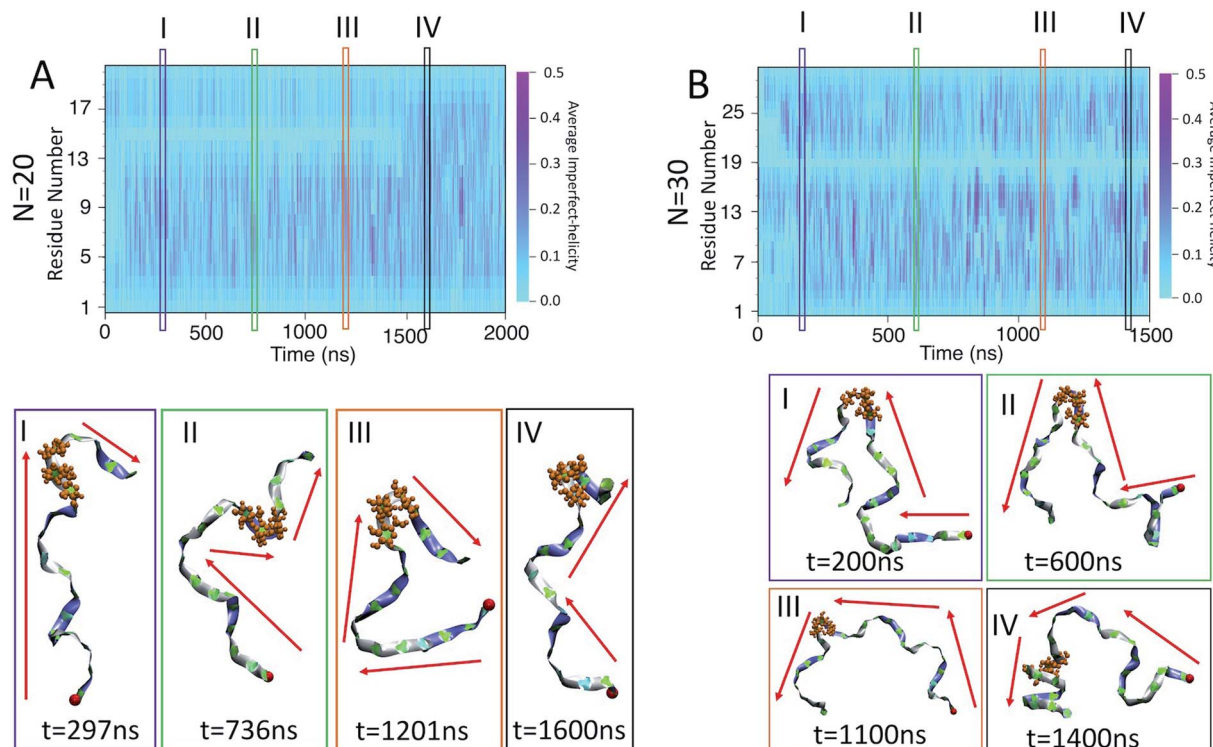 I II III IV
A
N=20
Residue Number
17
13
9
5
1
0 500 1000 1500 2000
Time (ns)
0.5
0.4
0.3
0.2
0.1
0.0
Average Imperfect-helicity
I II III IV
B
N=30
Residue Number
25
19
13
7
1
0 500 1000 1500
Time (ns)
0.5
0.4
0.3
0.2
0.1
0.0
I
t=297ns
II
t=736ns
III
t=1201ns
IV
t=1600ns
I
t=200ns
II
t=600ns
III
t=1100ns
IV
t=1400ns